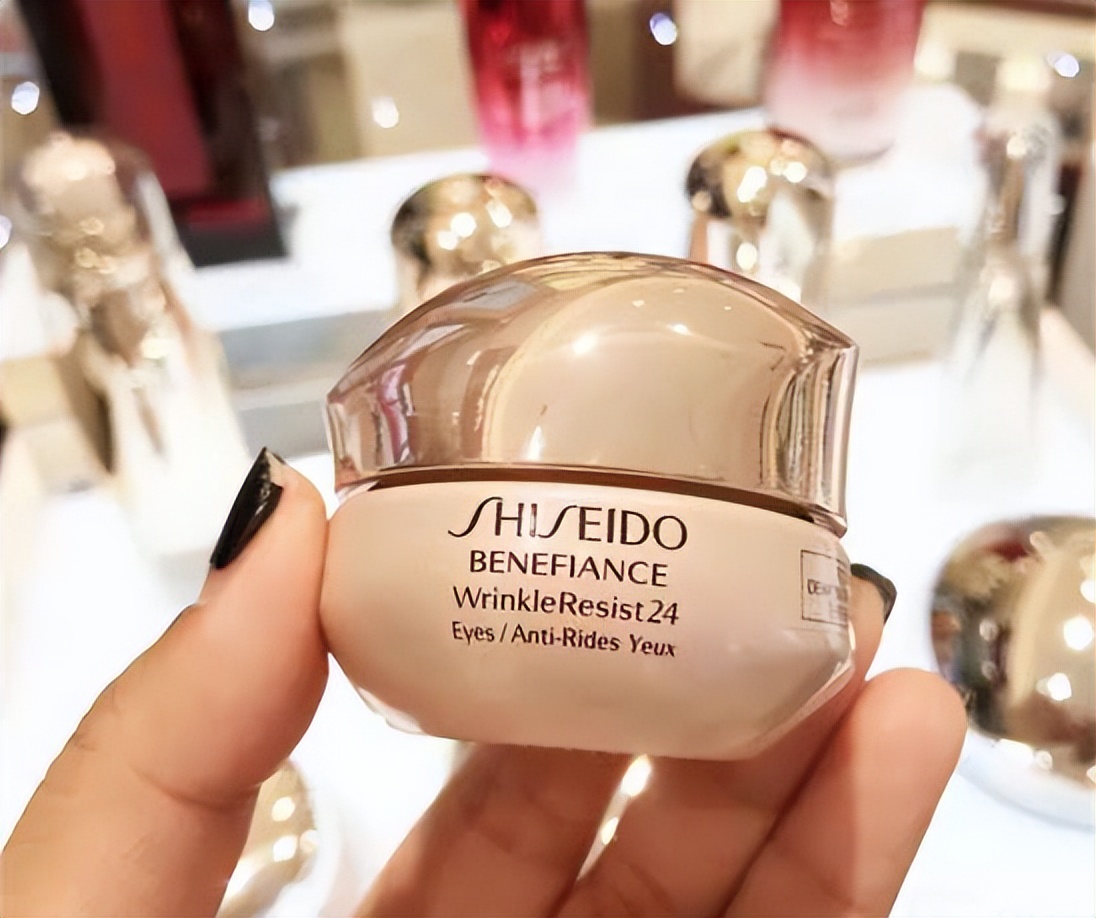 SHISEIDO
BENEFIANCE
WrinkleResist24
Eyes / Anti-Rides Yeux